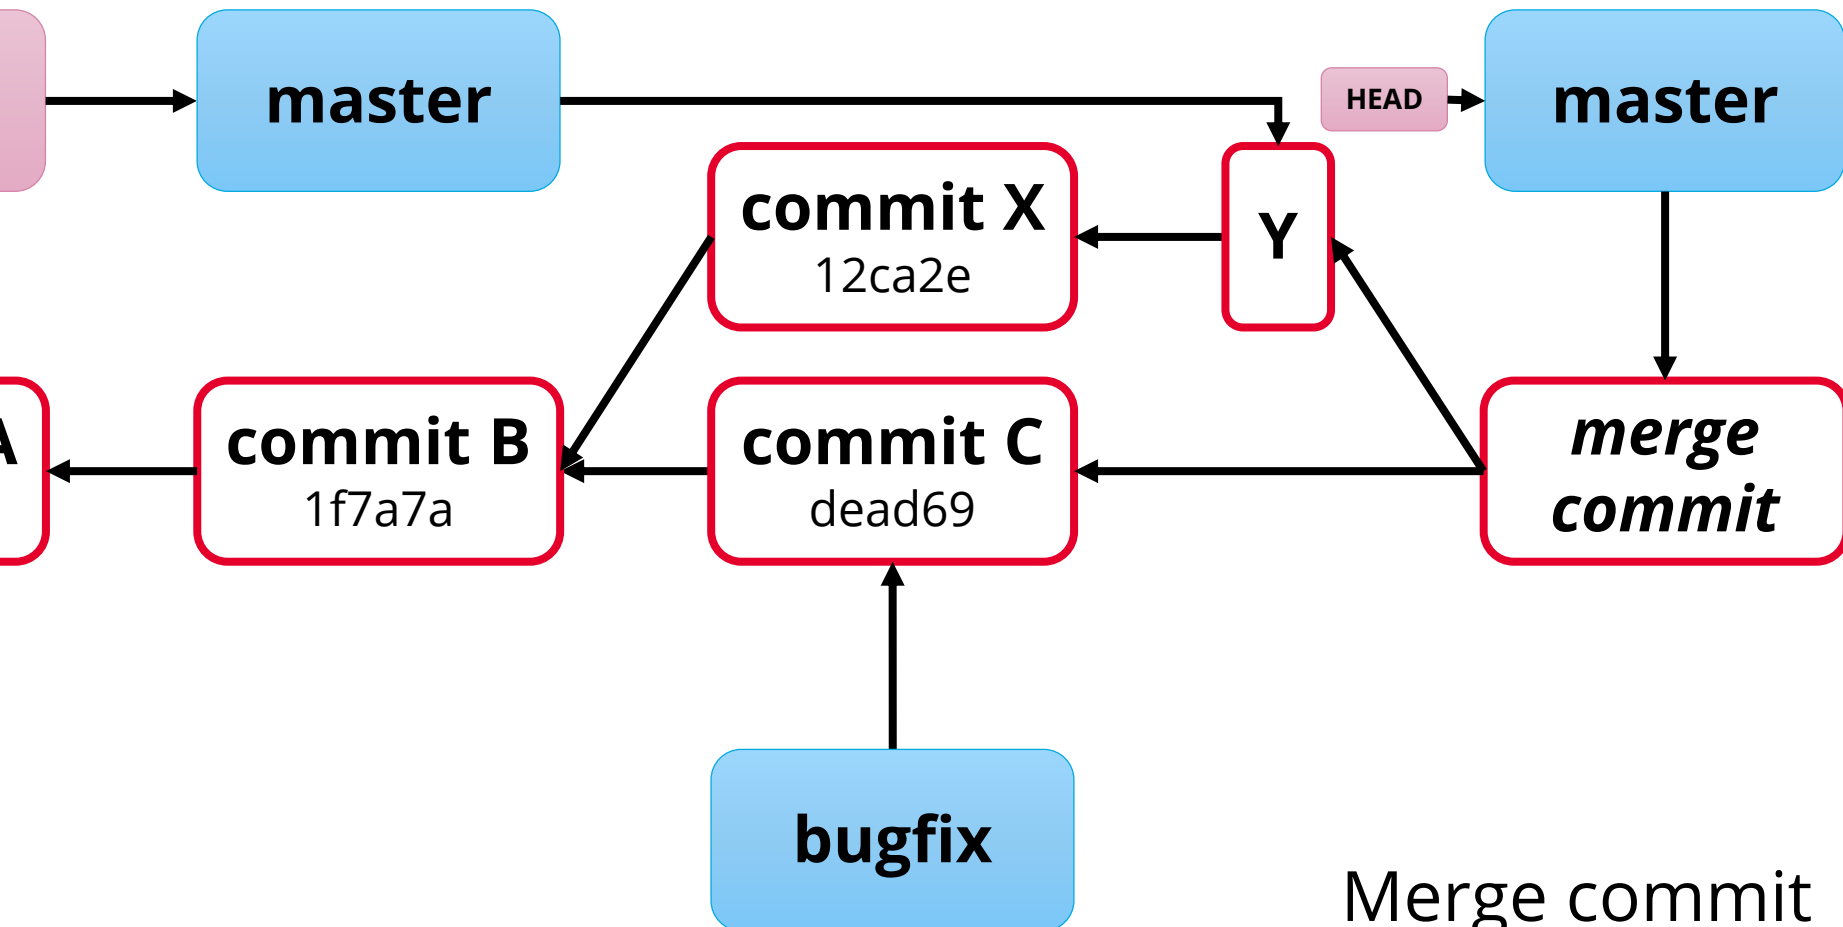 master
HEAD
master
commit X
12ca2e
Y
A
commit B
1f7a7a
commit C
dead69
merge
commit
bugfix
Merge commit